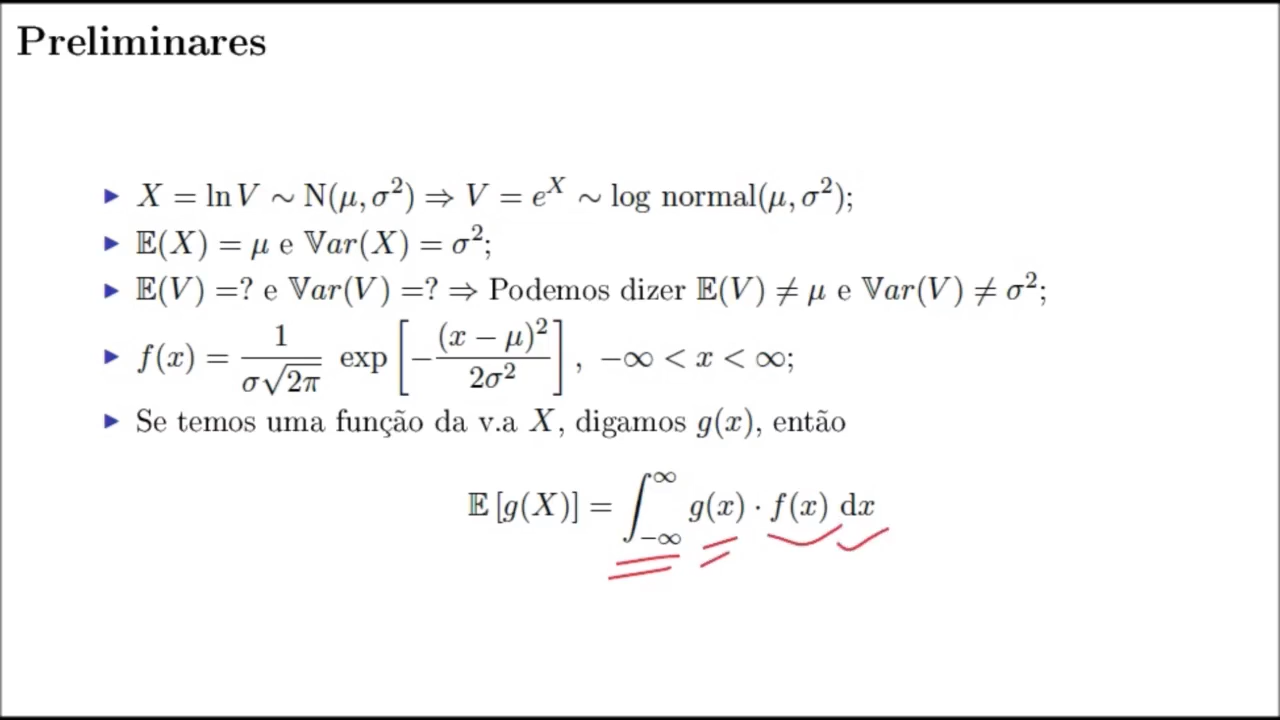 Preliminares
▶ X = ln V ∼ N(μ, σ²) ⇒ V = e^X ∼ log normal(μ, σ²);
▶ 𝔼(X) = μ e 𝕍ar(X) = σ²;
▶ 𝔼(V) =? e 𝕍ar(V) =? ⇒ Podemos dizer 𝔼(V) ≠ μ e 𝕍ar(V) ≠ σ²;
▶ f(x) = 1/(σ√(2π)) exp[−(x − μ)²/(2σ²)], −∞ < x < ∞;
▶ Se temos uma função da v.a X, digamos g(x), então
𝔼 [g(X)] = ∫_{−∞}^{∞} g(x) · f(x) dx